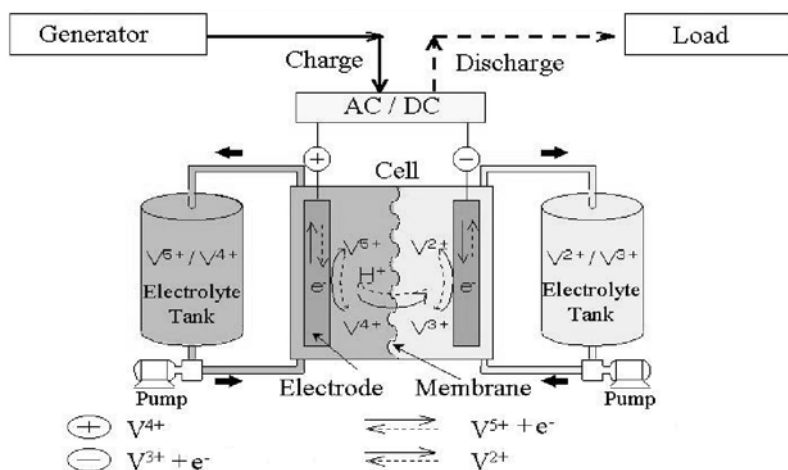 Generator
Load
Charge
Discharge
AC / DC
+
−
Cell
V⁵⁺ / V⁴⁺
Electrolyte
Tank
V⁵⁺
V²⁺
e⁻
H⁺
e⁻
V⁴⁺
V³⁺
V²⁺ / V³⁺
Electrolyte
Tank
Pump
Electrode
Membrane
Pump
+ V⁴⁺ V⁵⁺ + e⁻
− V³⁺ + e⁻ V²⁺